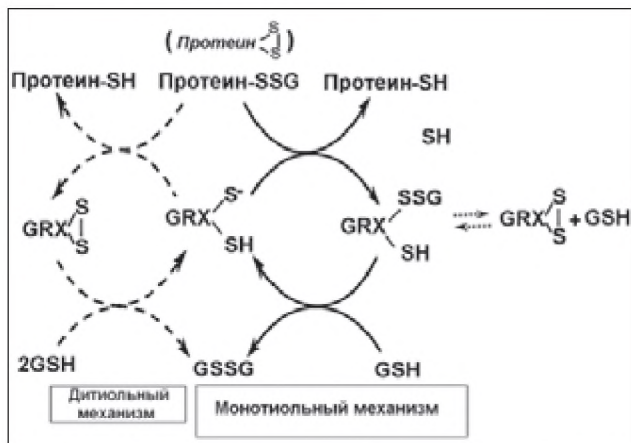 (Протеин S S)
Протеин-SH Протеин-SSG Протеин-SH
SH
GRX S S
GRX S- SH
GRX SSG SH
GRX S S + GSH
2GSH GSSG GSH
Дитиольный
механизм
Монотиольный механизм